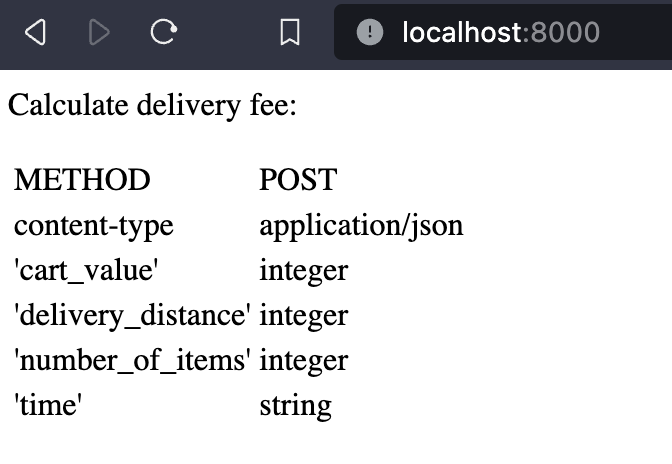 localhost:8000
Calculate delivery fee:
METHOD POST
content-type application/json
'cart_value' integer
'delivery_distance' integer
'number_of_items' integer
'time' string